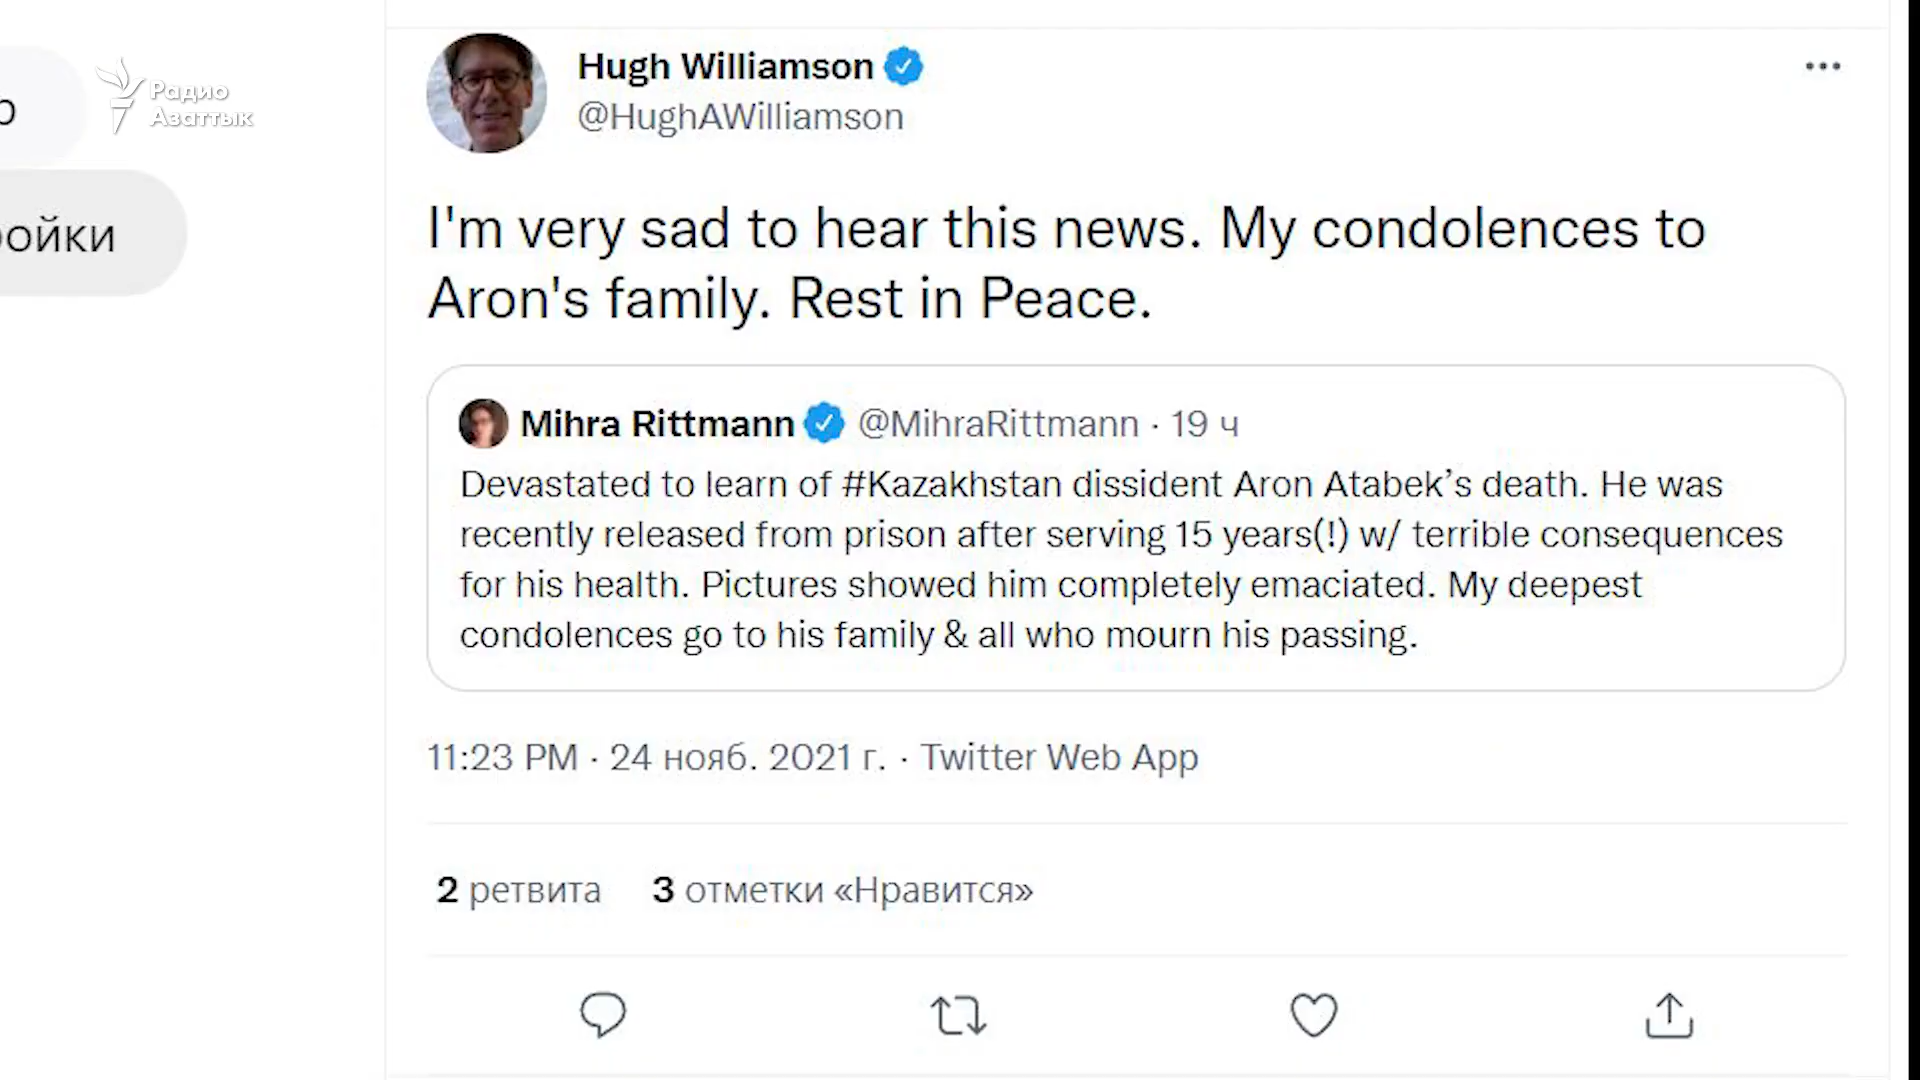 Радио
Азаттык
ойки
Hugh Williamson
@HughAWilliamson
I'm very sad to hear this news. My condolences to
Aron's family. Rest in Peace.
Mihra Rittmann @MihraRittmann · 19 ч
Devastated to learn of #Kazakhstan dissident Aron Atabek’s death. He was
recently released from prison after serving 15 years(!) w/ terrible consequences
for his health. Pictures showed him completely emaciated. My deepest
condolences go to his family & all who mourn his passing.
11:23 PM · 24 нояб. 2021 г. · Twitter Web App
2 ретвита 3 отметки «Нравится»